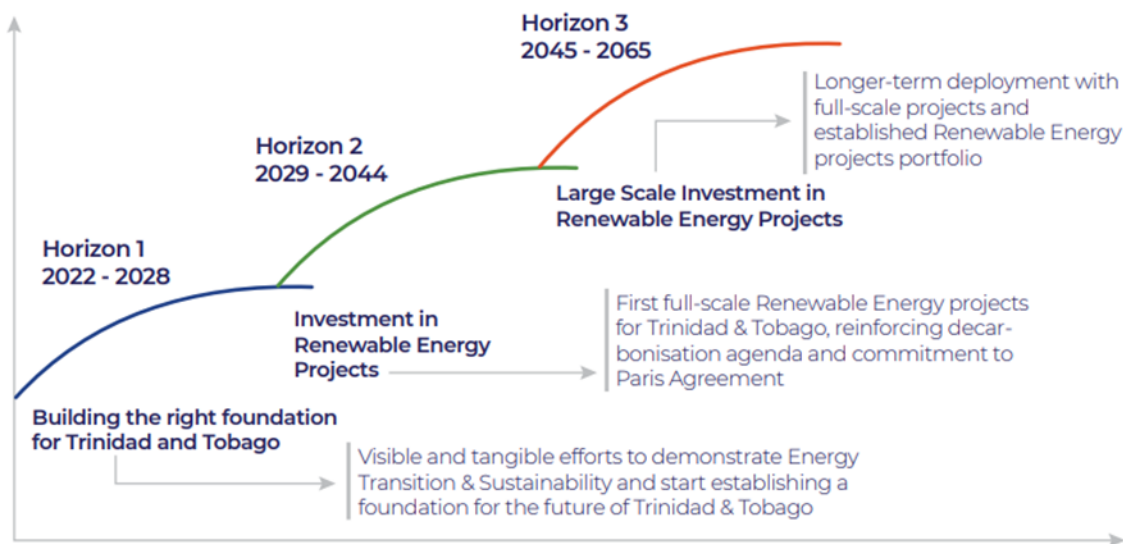 Horizon 3
2045 - 2065
Longer-term deployment with
full-scale projects and
established Renewable Energy
projects portfolio
Large Scale Investment in
Renewable Energy Projects
Horizon 2
2029 - 2044
Investment in
Renewable Energy
Projects
First full-scale Renewable Energy projects
for Trinidad & Tobago, reinforcing decar-
bonisation agenda and commitment to
Paris Agreement
Horizon 1
2022 - 2028
Building the right foundation
for Trinidad and Tobago
Visible and tangible efforts to demonstrate Energy
Transition & Sustainability and start establishing a
foundation for the future of Trinidad & Tobago